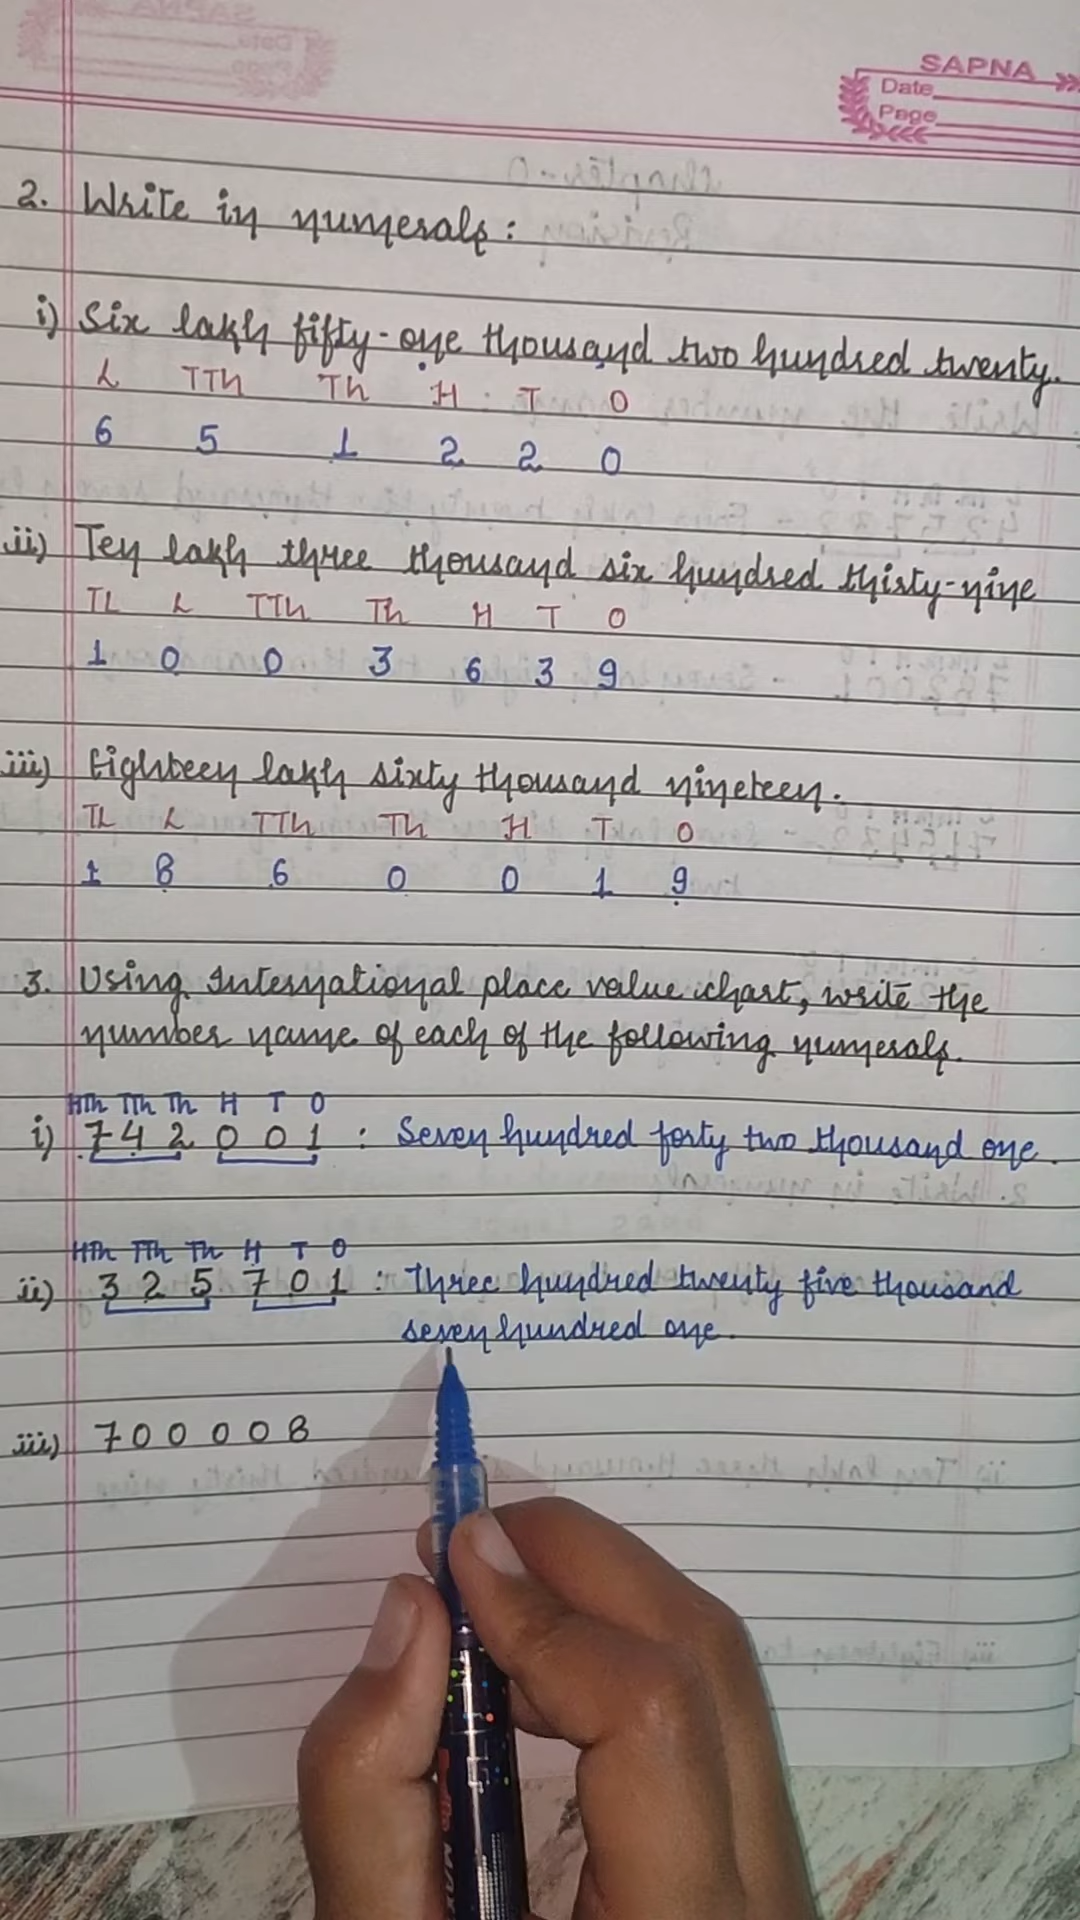 SAPNA
Date
Page
2. Write in numerals:
i) Six lakh fifty-one thousand two hundred twenty.
L TTh Th H T O
6 5 1 2 2 0
ii) Ten lakh three thousand six hundred thirty-nine
TL L TTh Th H T O
1 0 0 3 6 3 9
iii) Eighteen lakh sixty thousand nineteen.
TL L TTh Th H T O
1 8 6 0 0 1 9
3. Using International place value chart, write the
number name of each of the following numerals.
HTh TTh Th H T O
i) 7 4 2 0 0 1 : Seven hundred forty two thousand one.
HTh TTh Th H T O
ii) 3 2 5 7 0 1 : Three hundred twenty five thousand
seven hundred one.
iii) 7 0 0 0 0 8